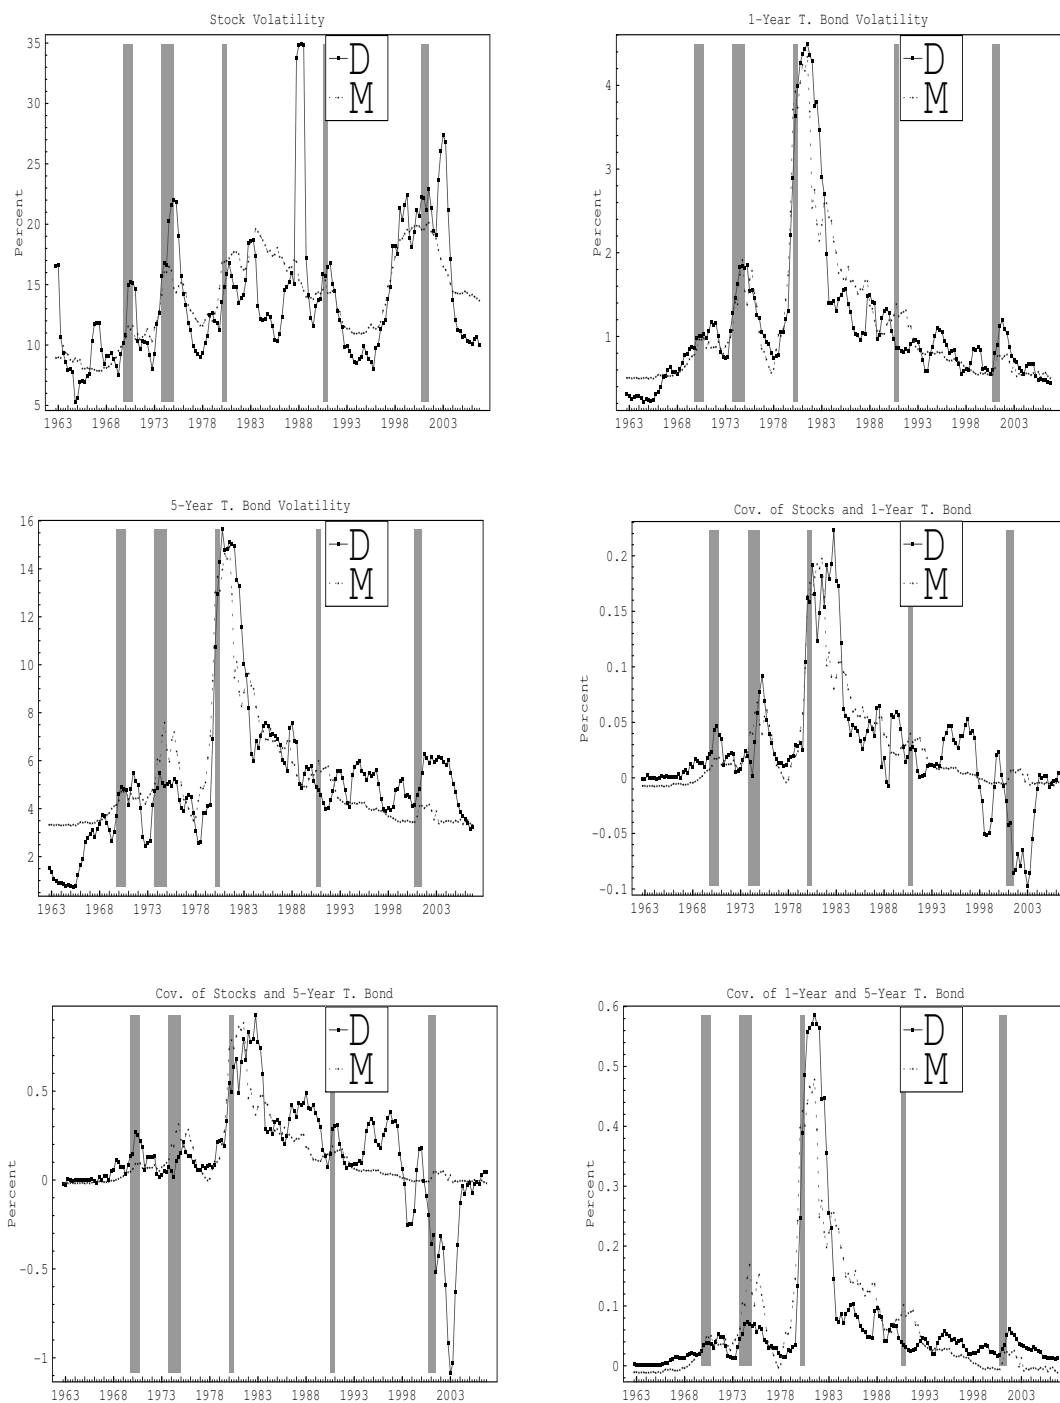 Stock Volatility
D
M
Percent
35
30
25
20
15
10
5
1963 1968 1973 1978 1983 1988 1993 1998 2003
1-Year T. Bond Volatility
D
M
Percent
4
3
2
1
1963 1968 1973 1978 1983 1988 1993 1998 2003
5-Year T. Bond Volatility
D
M
Percent
16
14
12
10
8
6
4
2
1963 1968 1973 1978 1983 1988 1993 1998 2003
Cov. of Stocks and 1-Year T. Bond
D
M
Percent
0.2
0.15
0.1
0.05
0
-0.05
-0.1
1963 1968 1973 1978 1983 1988 1993 1998 2003
Cov. of Stocks and 5-Year T. Bond
D
M
Percent
0.5
0
-0.5
-1
1963 1968 1973 1978 1983 1988 1993 1998 2003
Cov. of 1-Year and 5-Year T. Bond
D
M
Percent
0.6
0.5
0.4
0.3
0.2
0.1
0
1963 1968 1973 1978 1983 1988 1993 1998 2003